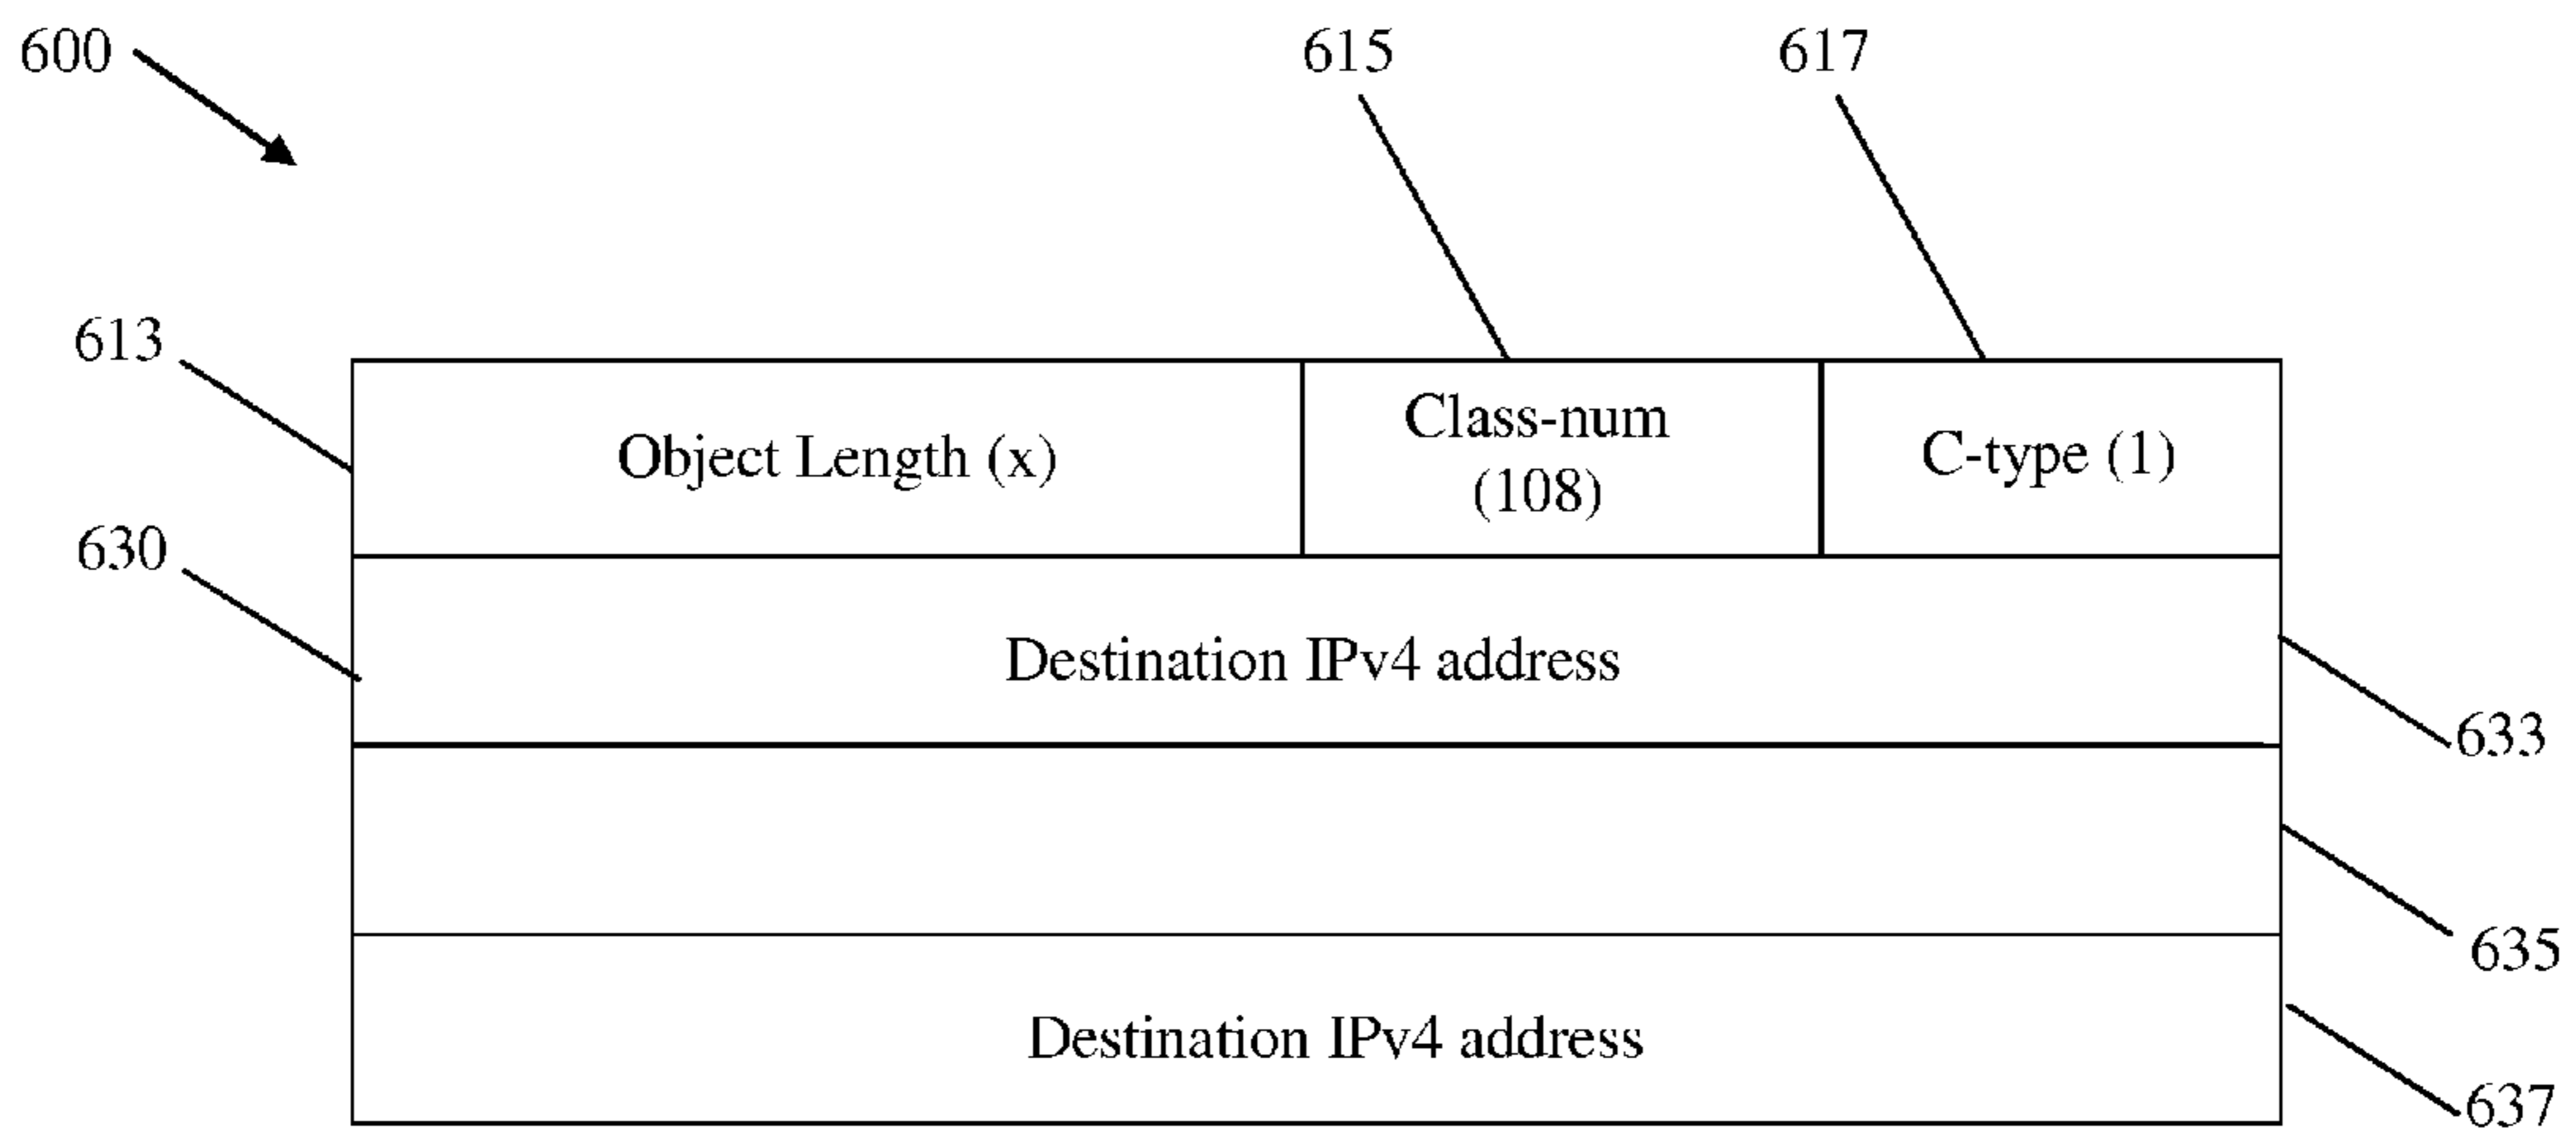 600
615
617
613
Object Length (x)
Class-num
(108)
C-type (1)
630
Destination IPv4 address
633
635
Destination IPv4 address
637